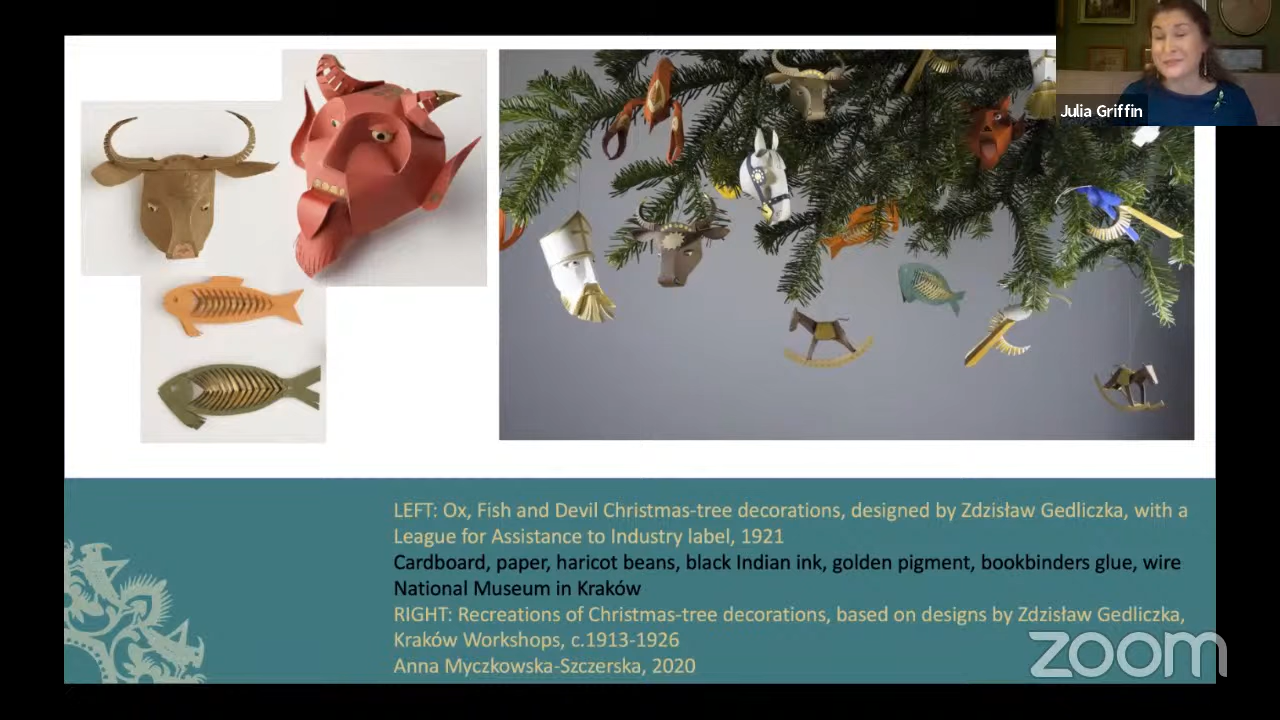 Julia Griffin
LEFT: Ox, Fish and Devil Christmas-tree decorations, designed by Zdzisław Gedliczka, with a
League for Assistance to Industry label, 1921
Cardboard, paper, haricot beans, black Indian ink, golden pigment, bookbinders glue, wire
National Museum in Kraków
RIGHT: Recreations of Christmas-tree decorations, based on designs by Zdzisław Gedliczka,
Kraków Workshops, c.1913-1926
Anna Myczkowska-Szczerska, 2020
zoom